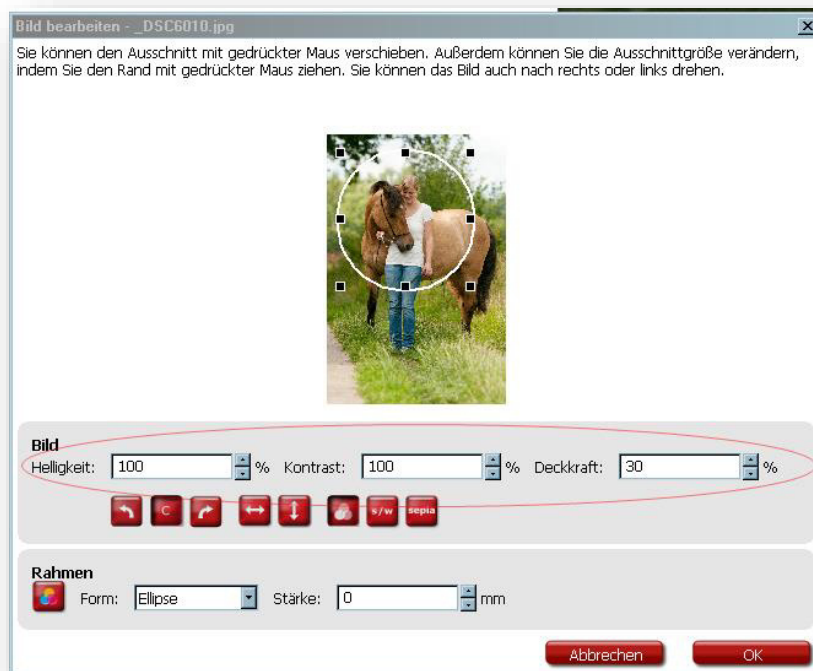 Bild bearbeiten - _DSC6010.jpg
Sie können den Ausschnitt mit gedrückter Maus verschieben. Außerdem können Sie die Ausschnittgröße verändern,
indem Sie den Rand mit gedrückter Maus ziehen. Sie können das Bild auch nach rechts oder links drehen.
Bild
Helligkeit: 100 % Kontrast: 100 % Deckkraft: 30 %
C s/w sepia
Rahmen
Form: Ellipse Stärke: 0 mm
Abbrechen OK